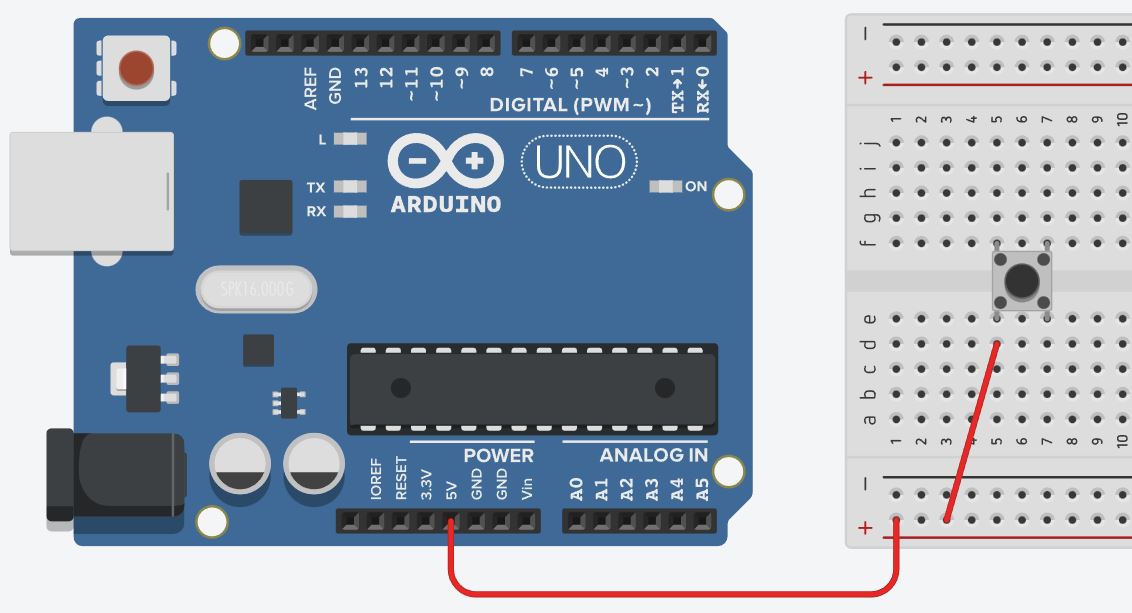 AREF GND 13 12 ~11 ~10 ~9 8 7 ~6 ~5 4 ~3 2 TX→1 RX←0
DIGITAL (PWM~)
L
TX
RX
UNO
ON
ARDUINO
SPK16.000G
POWER
ANALOG IN
IOREF RESET 3.3V 5V GND GND Vin A0 A1 A2 A3 A4 A5
− +
1 2 3 4 5 6 7 8 9 10
j
i
h
g
f
e
d
c
b
a
1 2 3 4 5 6 7 8 9 10
− +